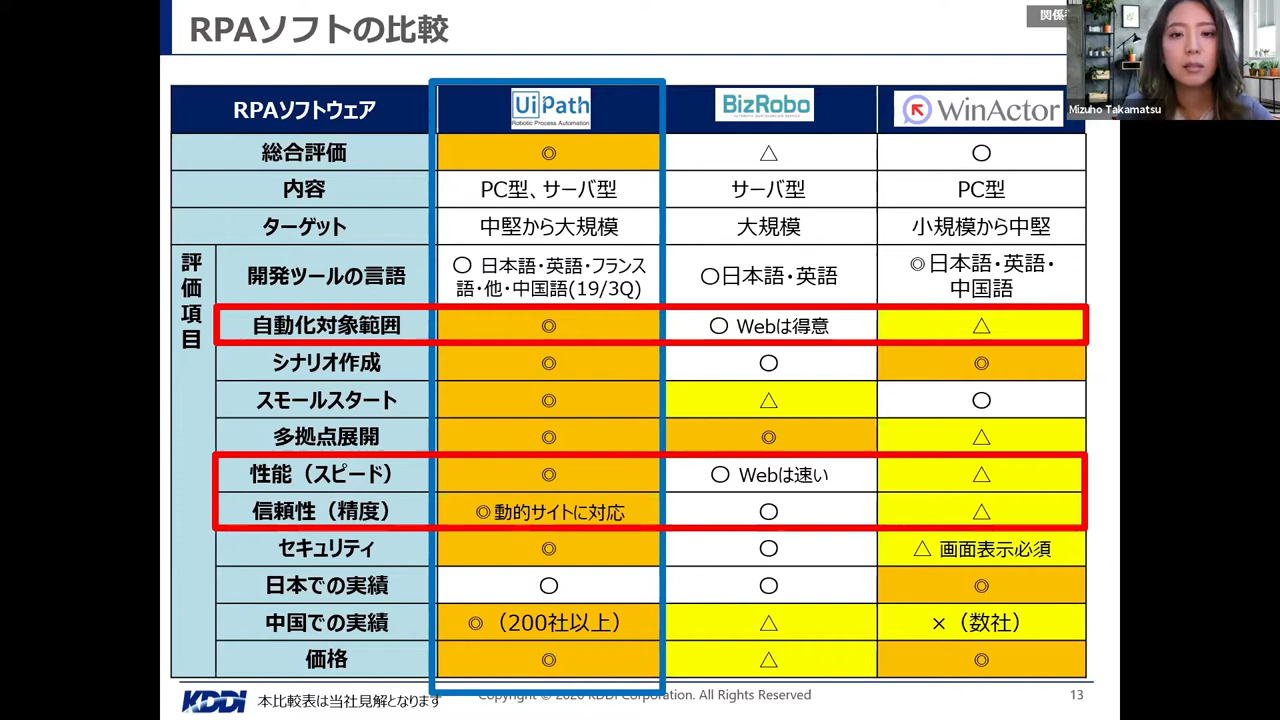 RPAソフトの比較
関係
Mizuho Takamatsu
RPAソフトウェア UiPath Robotic Process Automation BizRobo WinActor
総合評価 ◎ △ 〇
内容 PC型、サーバ型 サーバ型 PC型
ターゲット 中堅から大規模 大規模 小規模から中堅
評価項目
開発ツールの言語 〇 日本語・英語・フランス語・他・中国語(19/3Q) 〇日本語・英語 ◎日本語・英語・中国語
自動化対象範囲 ◎ 〇 Webは得意 △
シナリオ作成 ◎ 〇 ◎
スモールスタート ◎ △ 〇
多拠点展開 ◎ ◎ △
性能（スピード） ◎ 〇 Webは速い △
信頼性（精度） ◎動的サイトに対応 〇 △
セキュリティ ◎ 〇 △ 画面表示必須
日本での実績 〇 〇 ◎
中国での実績 ◎（200社以上） △ ×（数社）
価格 ◎ △ ◎
KDDI 本比較表は当社見解となります Copyright © 2020 KDDI Corporation. All Rights Reserved 13